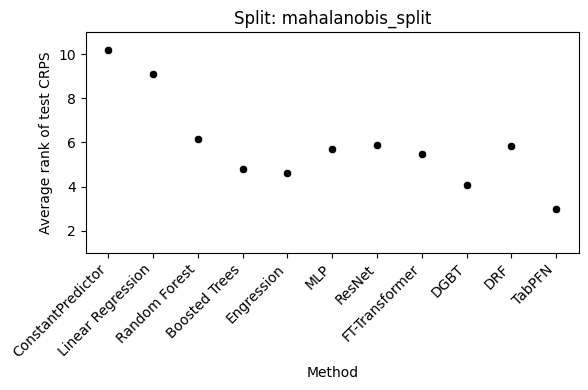 Split: mahalanobis_split
Average rank of test CRPS
10
8
6
4
2
ConstantPredictor
Linear Regression
Random Forest
Boosted Trees
Engression
MLP
ResNet
FT-Transformer
DGBT
DRF
TabPFN
Method